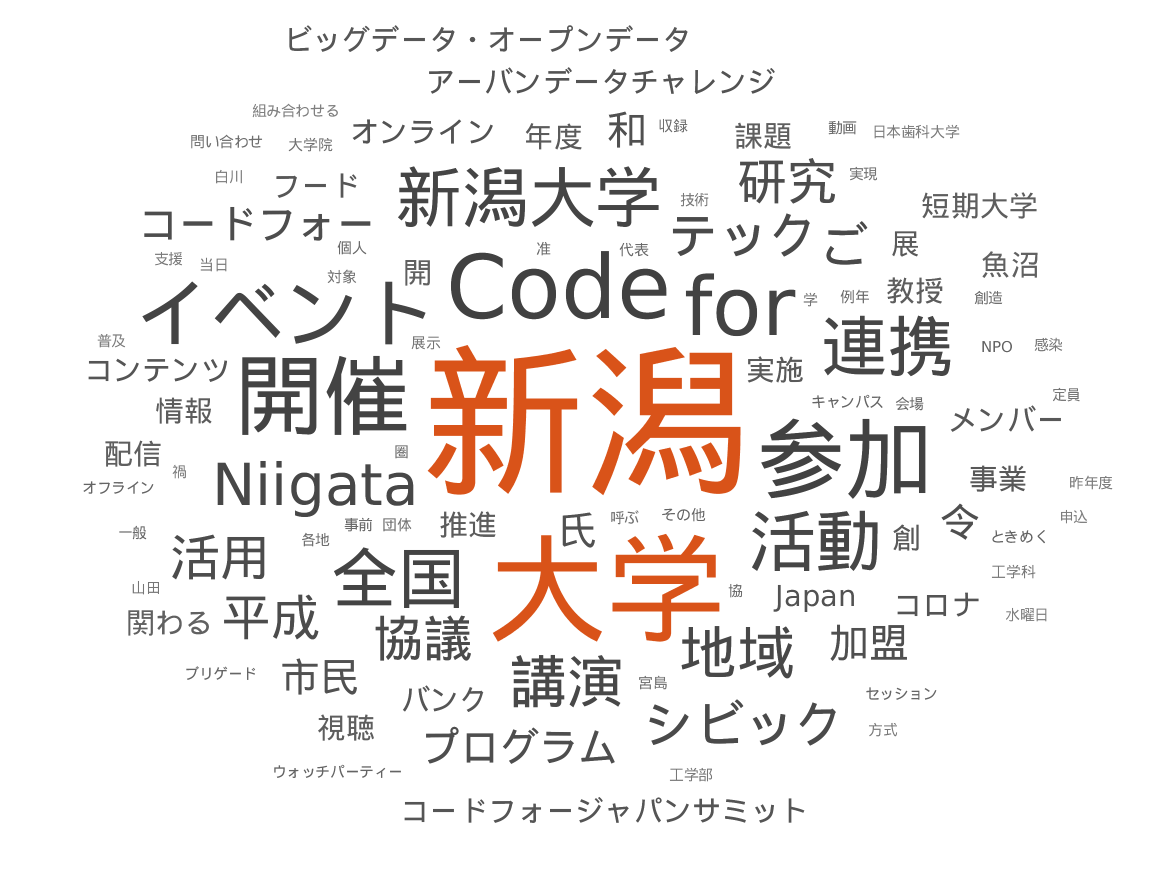 ビッグデータ・オープンデータ
アーバンデータチャレンジ
組み合わせる
問い合わせ
大学院
オンライン
年度
和
収録
課題
動画
日本歯科大学
白川
フード
新潟大学
技術
研究
実現
短期大学
コードフォー
個人
准
代表
テック
ご
展
魚沼
支援
当日
対象
開
Code
for
学
例年
教授
創造
イベント
展示
普及
コンテンツ
情報
開催
新潟
実施
連携
NPO
感染
キャンパス
会場
定員
メンバー
配信
禍
オフライン
圏
Niigata
参加
事業
昨年度
事前
団体
推進
氏
呼ぶ
その他
一般
各地
活用
全国
大学
活動
創
令
申込
ときめく
工学科
山田
関わる
平成
協議
協
Japan
コロナ
水曜日
地域
加盟
ブリゲード
市民
バンク
講演
宮島
セッション
視聴
プログラム
シビック
方式
ウォッチパーティー
工学部
コードフォージャパンサミット